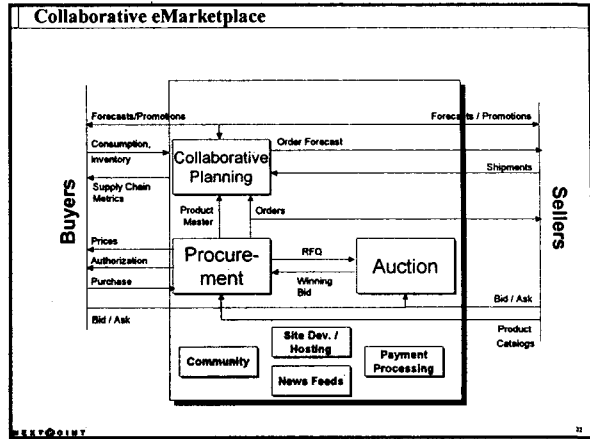 Collaborative eMarketplace
Forecasts/Promotions
Forecasts / Promotions
Consumption,
Inventory
Order Forecast
Collaborative
Planning
Shipments
Supply Chain
Metrics
Buyers
Sellers
Product
Master
Orders
Prices
Procure-
ment
RFQ
Auction
Authorization
Winning
Bid
Purchase
Bid / Ask
Bid / Ask
Product
Catalogs
Site Dev. /
Hosting
Community
Payment
Processing
News Feeds
NEXTPOINT
22